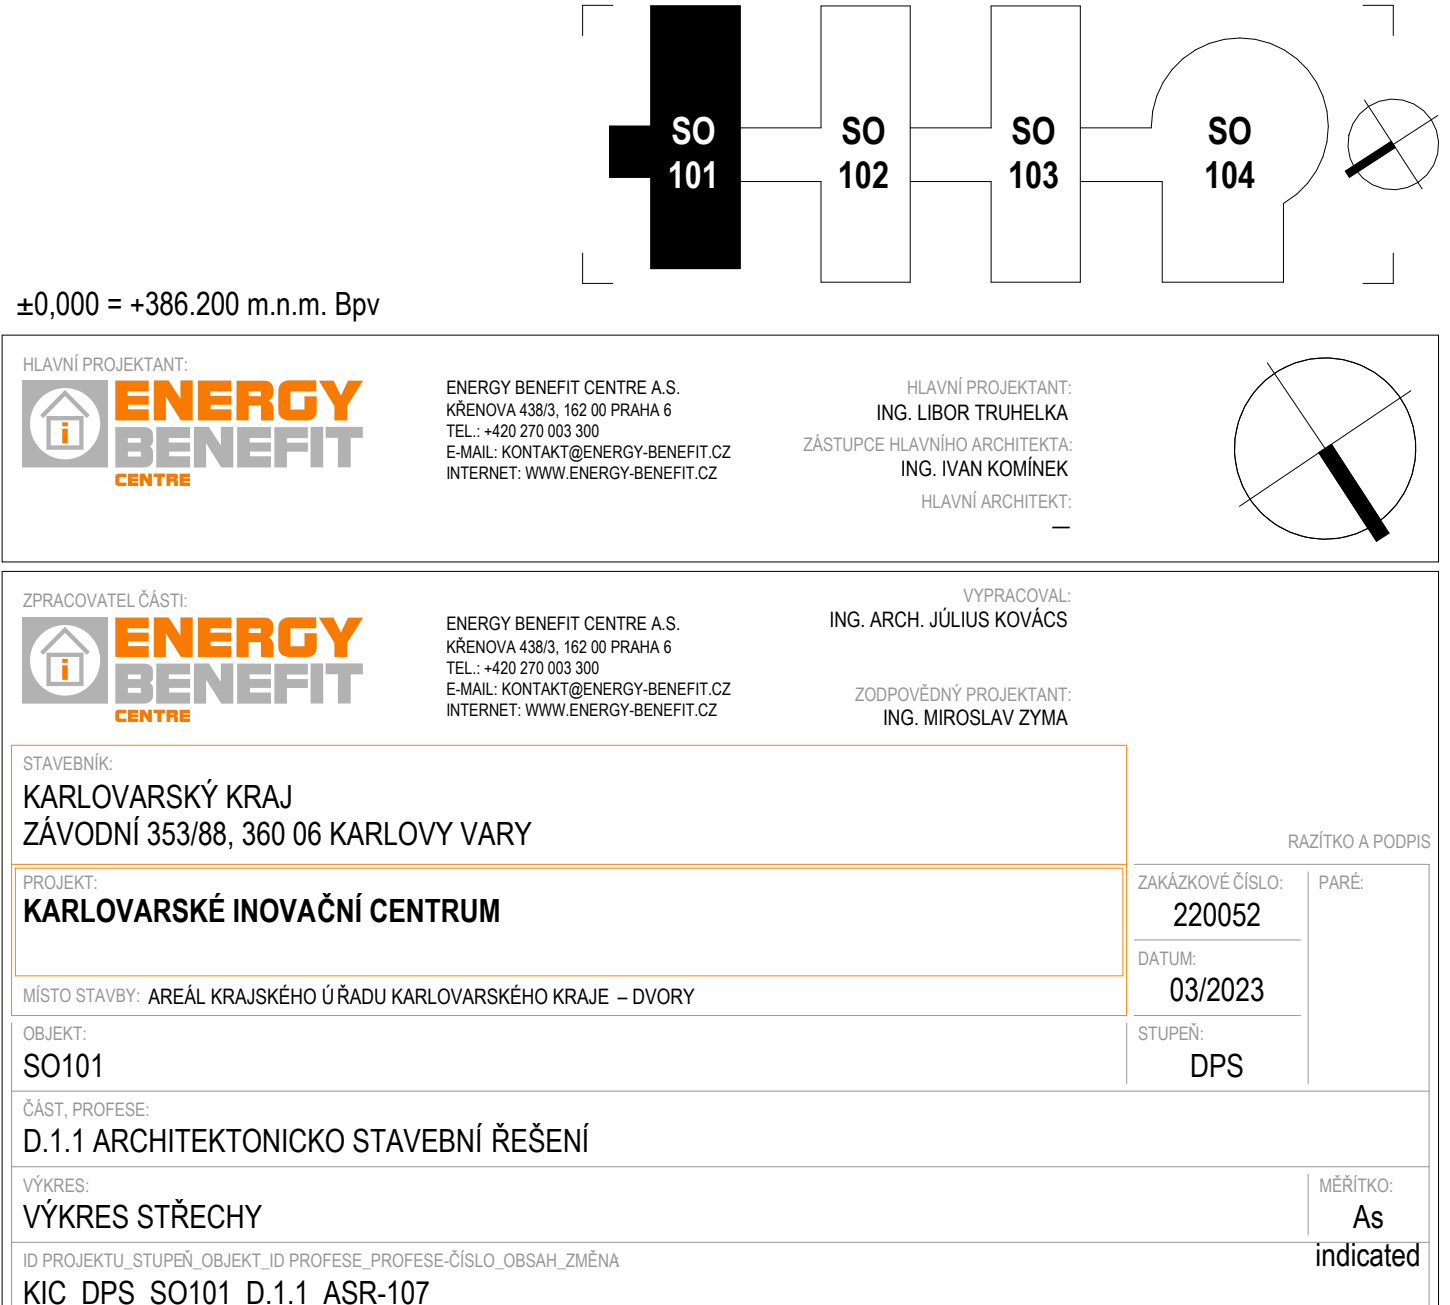 SO
101
SO
102
SO
103
SO
104
±0,000 = +386.200 m.n.m. Bpv
HLAVNÍ PROJEKTANT:
ENERGY
BENEFIT
CENTRE
i
ENERGY BENEFIT CENTRE A.S.
KŘENOVA 438/3, 162 00 PRAHA 6
TEL.: +420 270 003 300
E-MAIL: KONTAKT@ENERGY-BENEFIT.CZ
INTERNET: WWW.ENERGY-BENEFIT.CZ
HLAVNÍ PROJEKTANT:
ING. LIBOR TRUHELKA
ZÁSTUPCE HLAVNÍHO ARCHITEKTA:
ING. IVAN KOMÍNEK
HLAVNÍ ARCHITEKT:
—
ZPRACOVATEL ČÁSTI:
ENERGY
BENEFIT
CENTRE
i
ENERGY BENEFIT CENTRE A.S.
KŘENOVA 438/3, 162 00 PRAHA 6
TEL.: +420 270 003 300
E-MAIL: KONTAKT@ENERGY-BENEFIT.CZ
INTERNET: WWW.ENERGY-BENEFIT.CZ
VYPRACOVAL:
ING. ARCH. JÚLIUS KOVÁCS
ZODPOVĚDNÝ PROJEKTANT:
ING. MIROSLAV ZYMA
STAVEBNÍK:
KARLOVARSKÝ KRAJ
ZÁVODNÍ 353/88, 360 06 KARLOVY VARY
RAZÍTKO A PODPIS
PROJEKT:
KARLOVARSKÉ INOVAČNÍ CENTRUM
ZAKÁZKOVÉ ČÍSLO:
220052
PARÉ:
DATUM:
03/2023
MÍSTO STAVBY: AREÁL KRAJSKÉHO ÚŘADU KARLOVARSKÉHO KRAJE – DVORY
OBJEKT:
SO101
STUPEŇ:
DPS
ČÁST, PROFESE:
D.1.1 ARCHITEKTONICKO STAVEBNÍ ŘEŠENÍ
VÝKRES:
VÝKRES STŘECHY
MĚŘÍTKO:
As
indicated
ID PROJEKTU_STUPEŇ_OBJEKT_ID PROFESE_PROFESE-ČÍSLO_OBSAH_ZMĚNA:
KIC_DPS_SO101_D.1.1_ASR-107